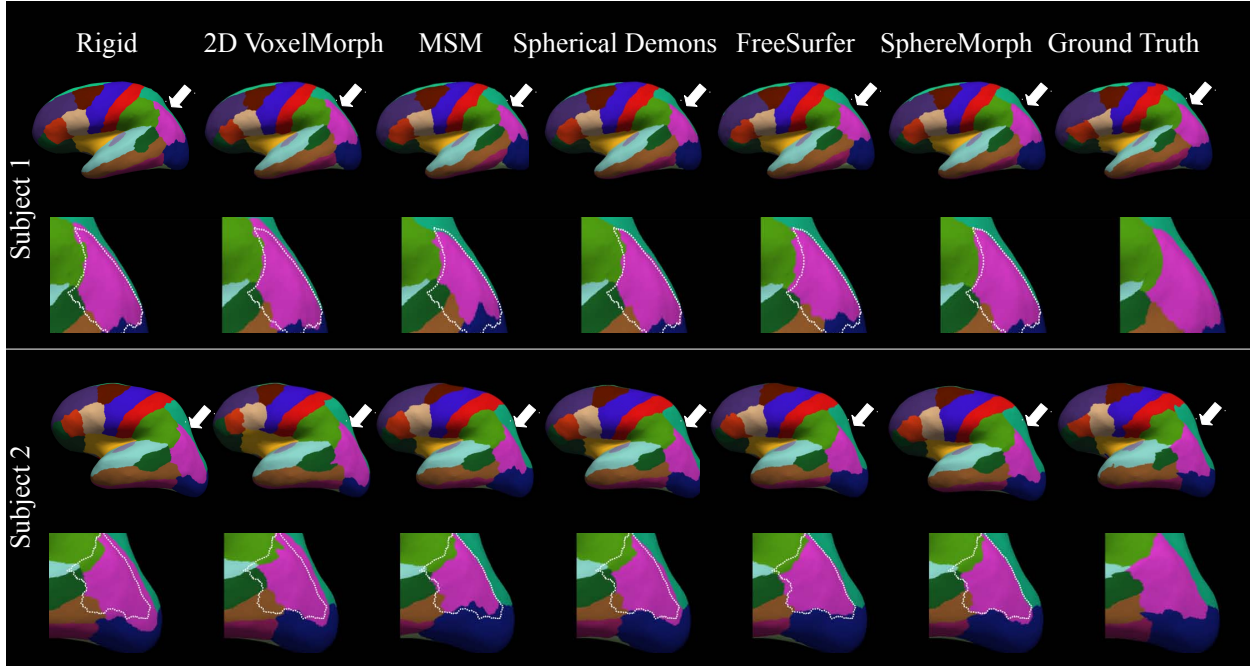 Rigid 2D VoxelMorph MSM Spherical Demons FreeSurfer SphereMorph Ground Truth
Subject 1
Subject 2